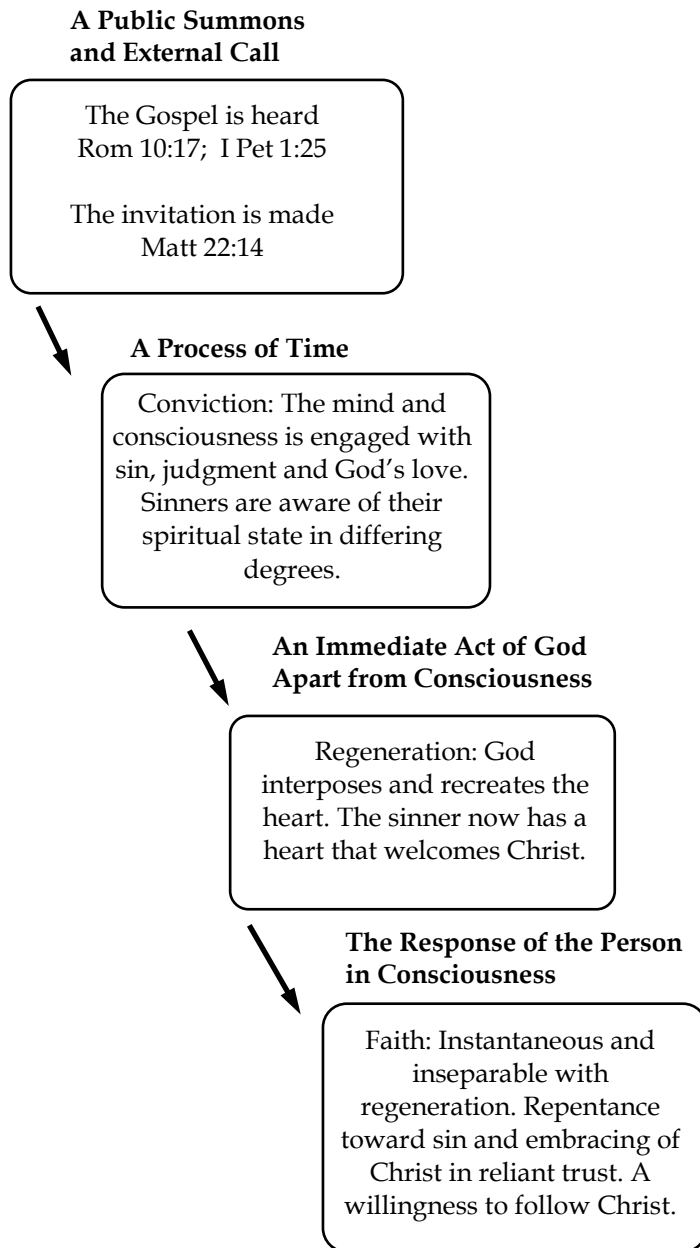 A Public Summons
and External Call
The Gospel is heard
Rom 10:17; I Pet 1:25
The invitation is made
Matt 22:14
A Process of Time
Conviction: The mind and
consciousness is engaged with
sin, judgment and God’s love.
Sinners are aware of their
spiritual state in differing
degrees.
An Immediate Act of God
Apart from Consciousness
Regeneration: God
interposes and recreates the
heart. The sinner now has a
heart that welcomes Christ.
The Response of the Person
in Consciousness
Faith: Instantaneous and
inseparable with
regeneration. Repentance
toward sin and embracing of
Christ in reliant trust. A
willingness to follow Christ.